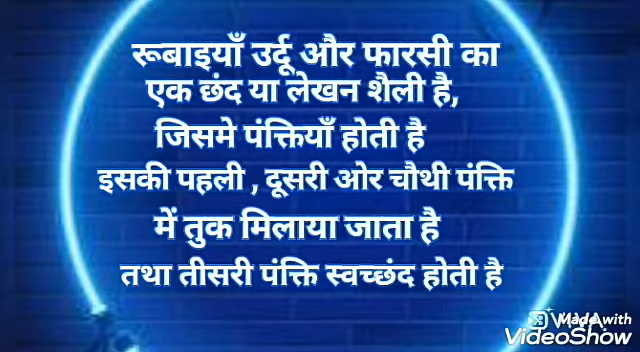 रूबाइयाँ उर्दू और फारसी का
एक छंद या लेखन शैली है,
जिसमे पंक्तियाँ होती है
इसकी पहली , दूसरी ओर चौथी पंक्ति
में तुक मिलाया जाता है
तथा तीसरी पंक्ति स्वच्छंद होती है
Made with
VideoShow